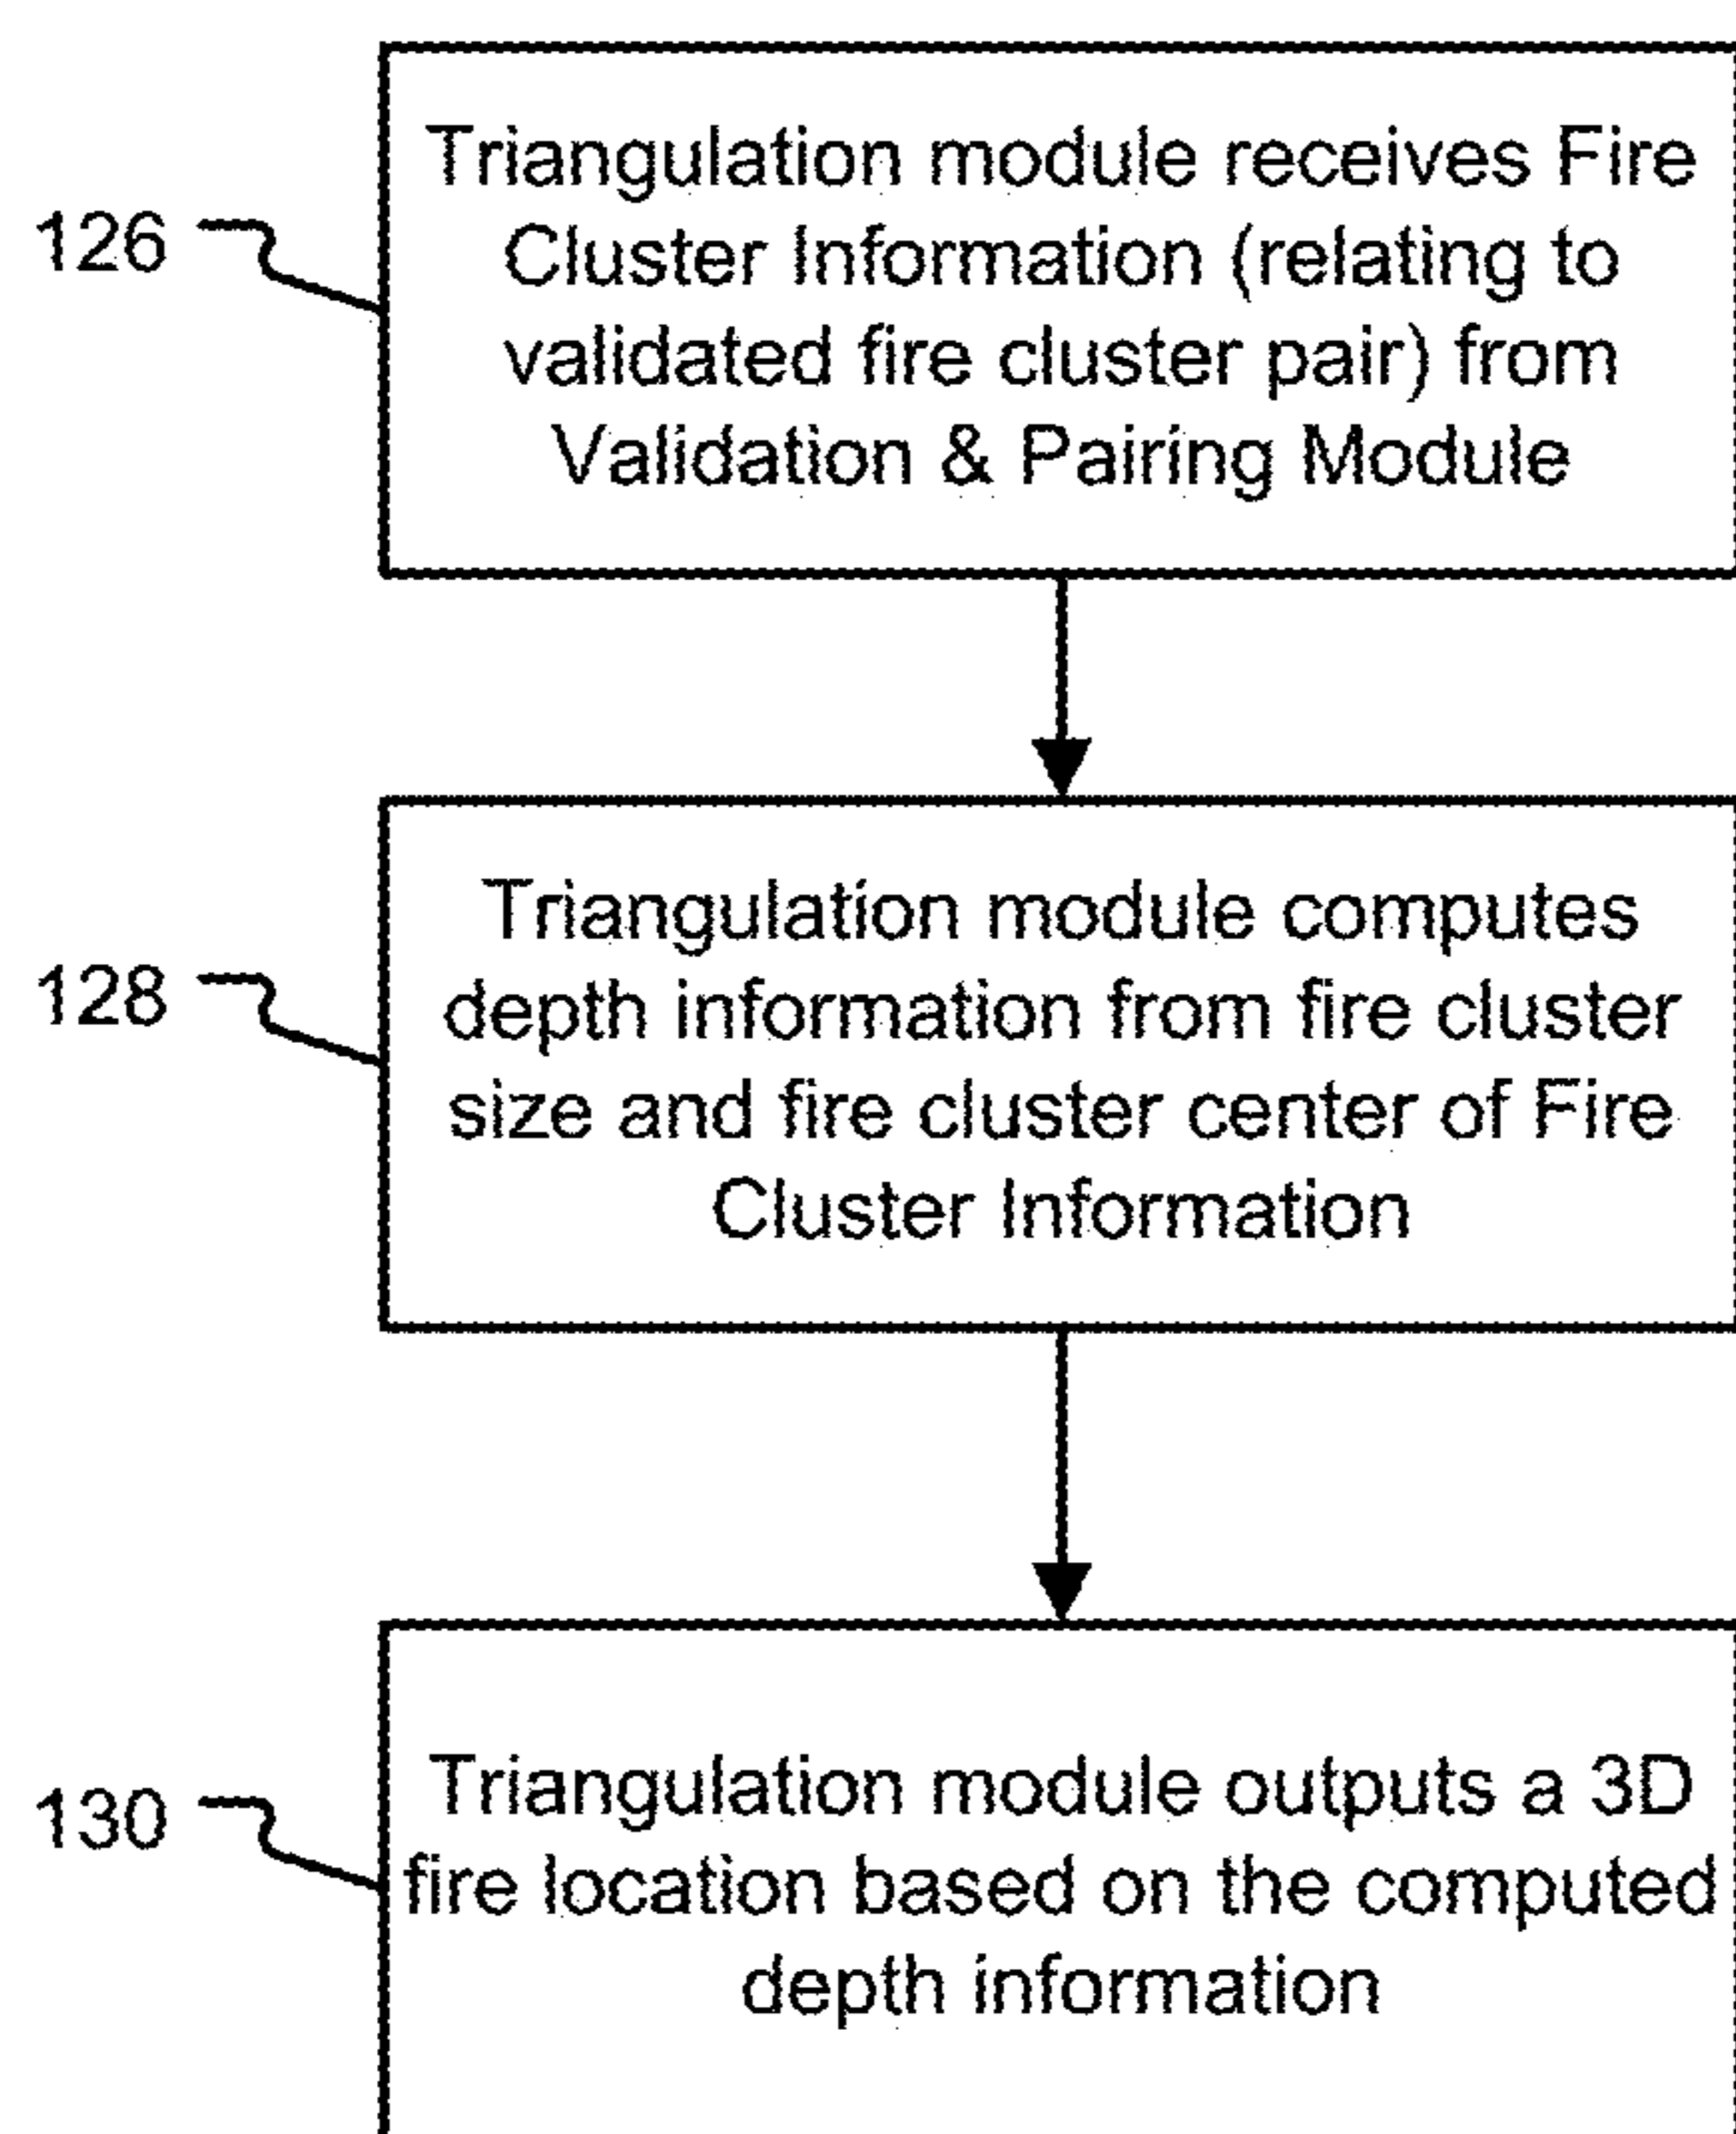 126
Triangulation module receives Fire
Cluster Information (relating to
validated fire cluster pair) from
Validation & Pairing Module
128
Triangulation module computes
depth information from fire cluster
size and fire cluster center of Fire
Cluster Information
130
Triangulation module outputs a 3D
fire location based on the computed
depth information